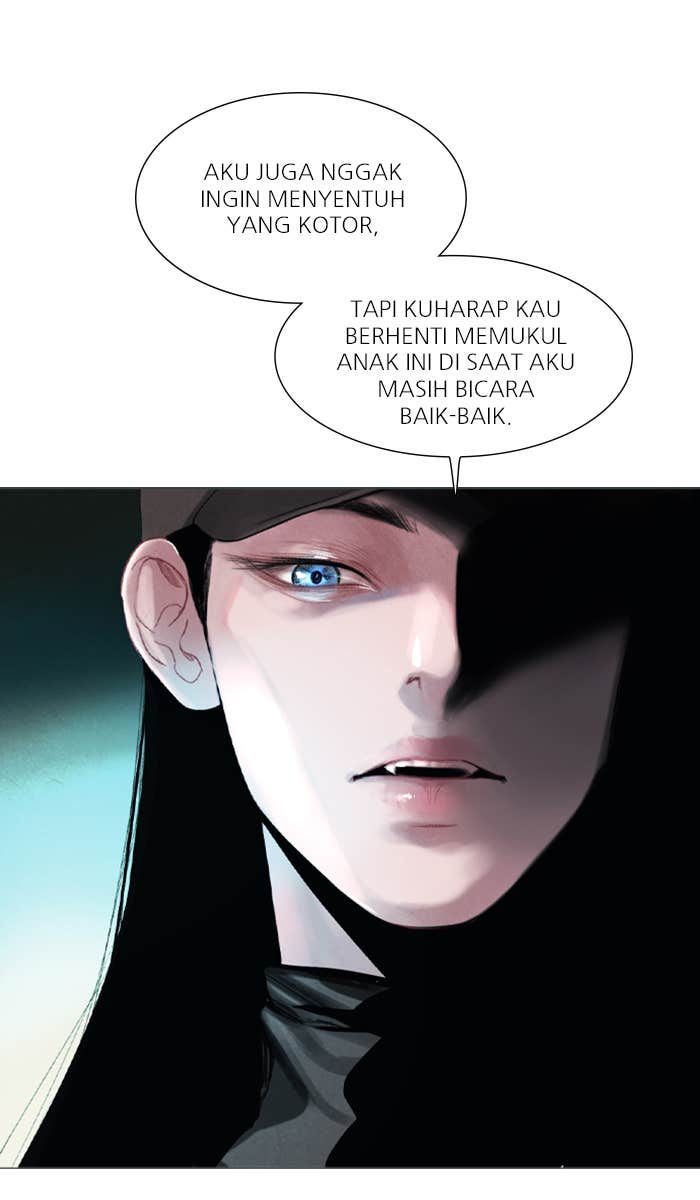 AKU JUGA NGGAK
INGIN MENYENTUH
YANG KOTOR,
TAPI KUHARAP KAU
BERHENTI MEMUKUL
ANAK INI DI SAAT AKU
MASIH BICARA
BAIK-BAIK.